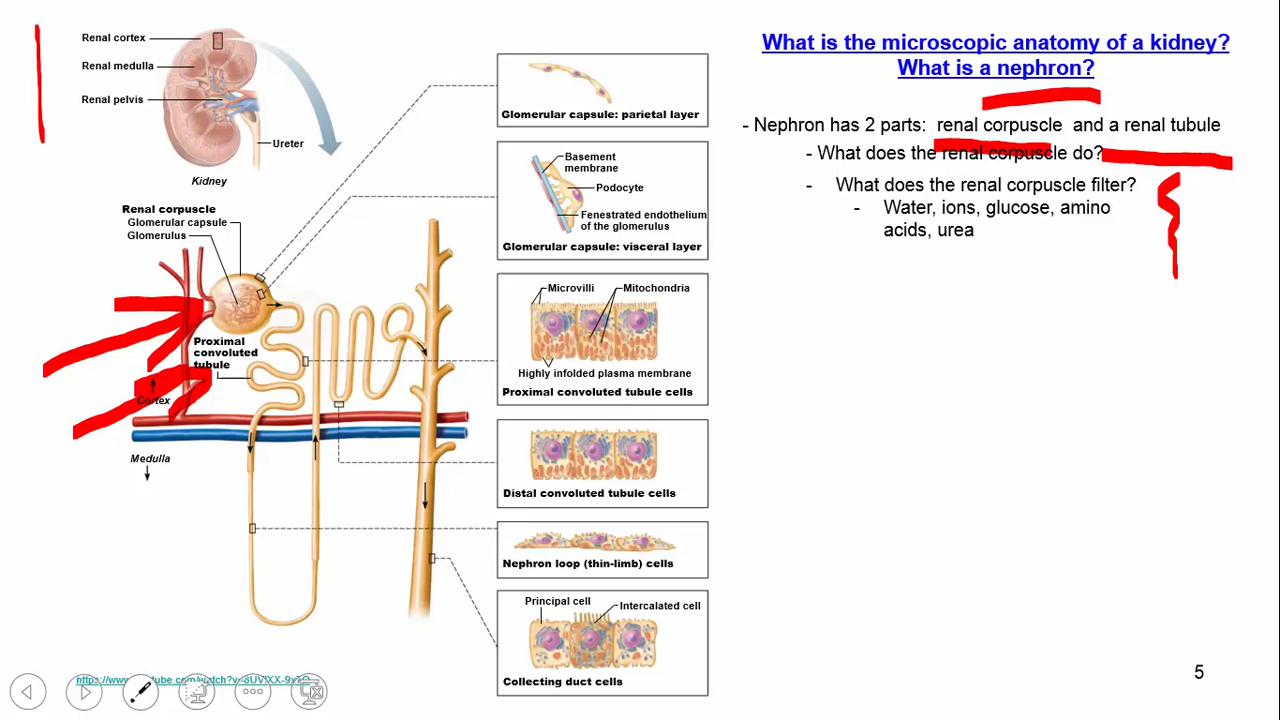 What is the microscopic anatomy of a kidney?
What is a nephron?
- Nephron has 2 parts:  renal corpuscle  and a renal tubule
- What does the renal corpuscle do?
- What does the renal corpuscle filter?
- Water, ions, glucose, amino
acids, urea
Renal cortex
Renal medulla
Renal pelvis
Ureter
Kidney
Renal corpuscle
Glomerular capsule
Glomerulus
Proximal
convoluted
tubule
Cortex
Medulla
Glomerular capsule: parietal layer
Basement
membrane
Podocyte
Fenestrated endothelium
of the glomerulus
Glomerular capsule: visceral layer
Microvilli
Mitochondria
Highly infolded plasma membrane
Proximal convoluted tubule cells
Distal convoluted tubule cells
Nephron loop (thin-limb) cells
Principal cell
Intercalated cell
Collecting duct cells
5